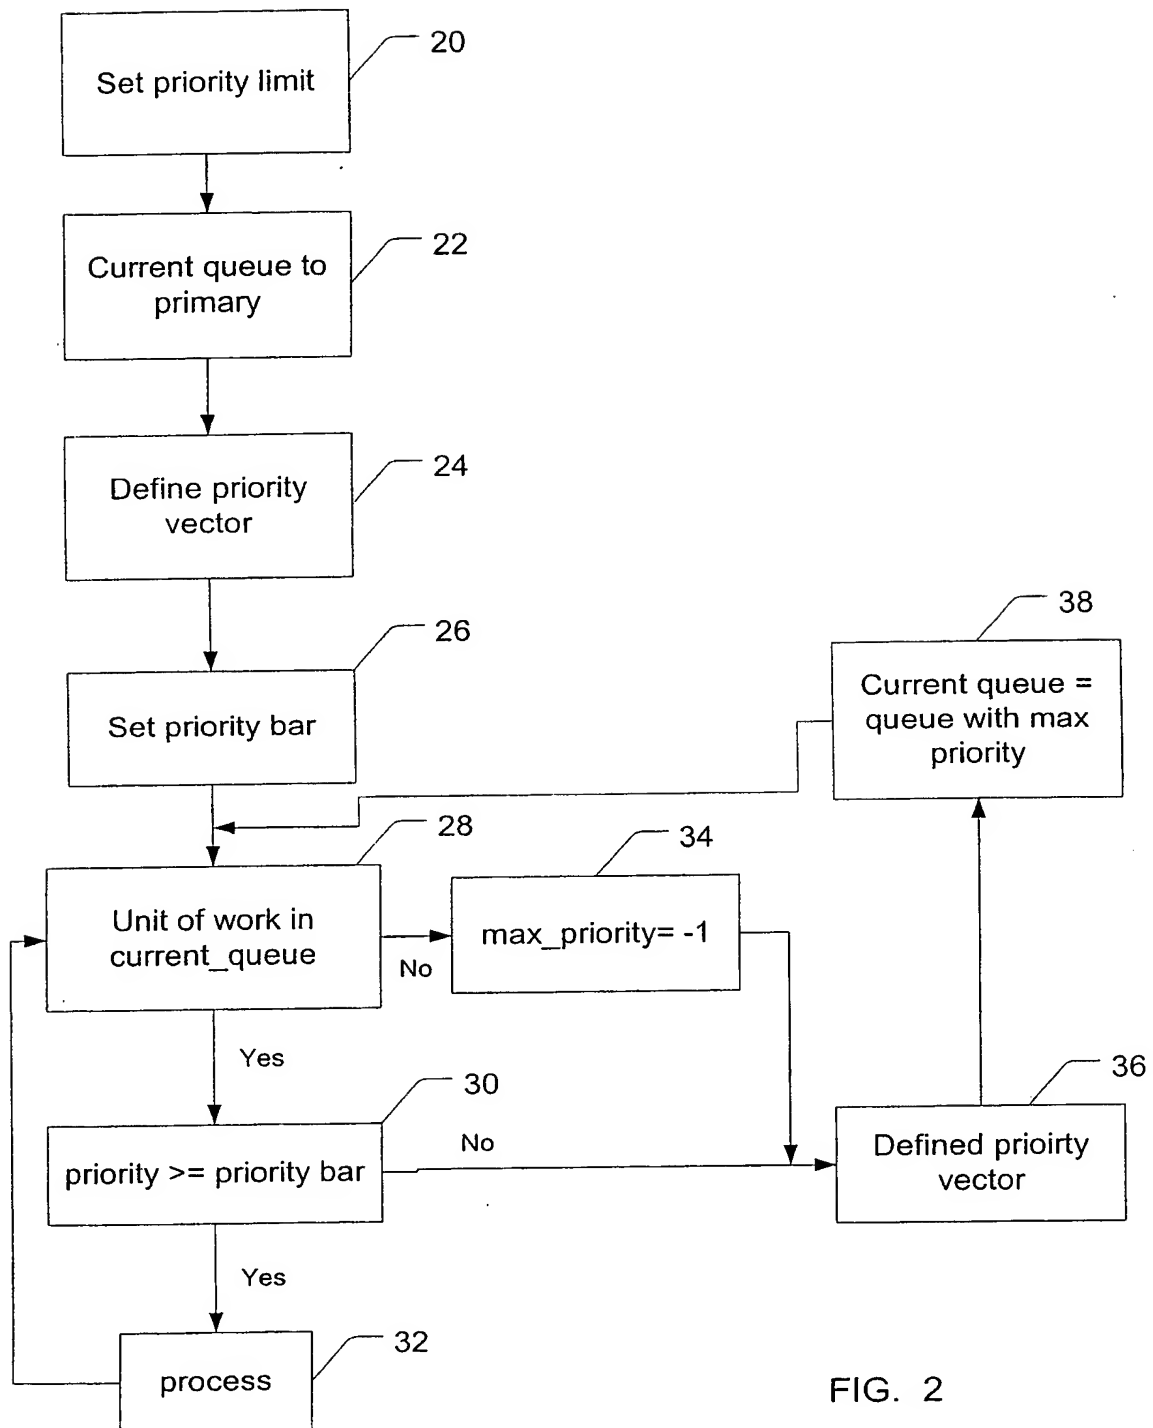 20
Set priority limit
22
Current queue to
primary
24
Define priority
vector
26
Set priority bar
38
Current queue =
queue with max
priority
28
Unit of work in
current_queue
34
max_priority= -1
No
Yes
30
priority >= priority bar
No
36
Defined prioirty
vector
Yes
32
process
FIG. 2